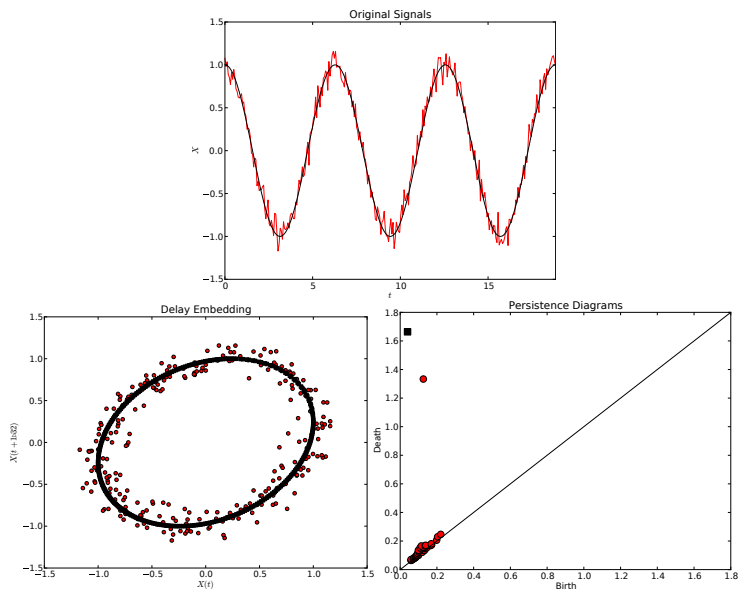 Original Signals
1.5
1.0
0.5
0.0
−0.5
−1.0
−1.5
X
0 5 10 15
t
Delay Embedding
1.5
1.0
0.5
0.0
−0.5
−1.0
−1.5
X(t + 1.32)
−1.5 −1.0 −0.5 0.0 0.5 1.0 1.5
X(t)
Persistence Diagrams
1.8
1.6
1.4
1.2
1.0
0.8
0.6
0.4
0.2
0.0
Death
0.0 0.2 0.4 0.6 0.8 1.0 1.2 1.4 1.6 1.8
Birth